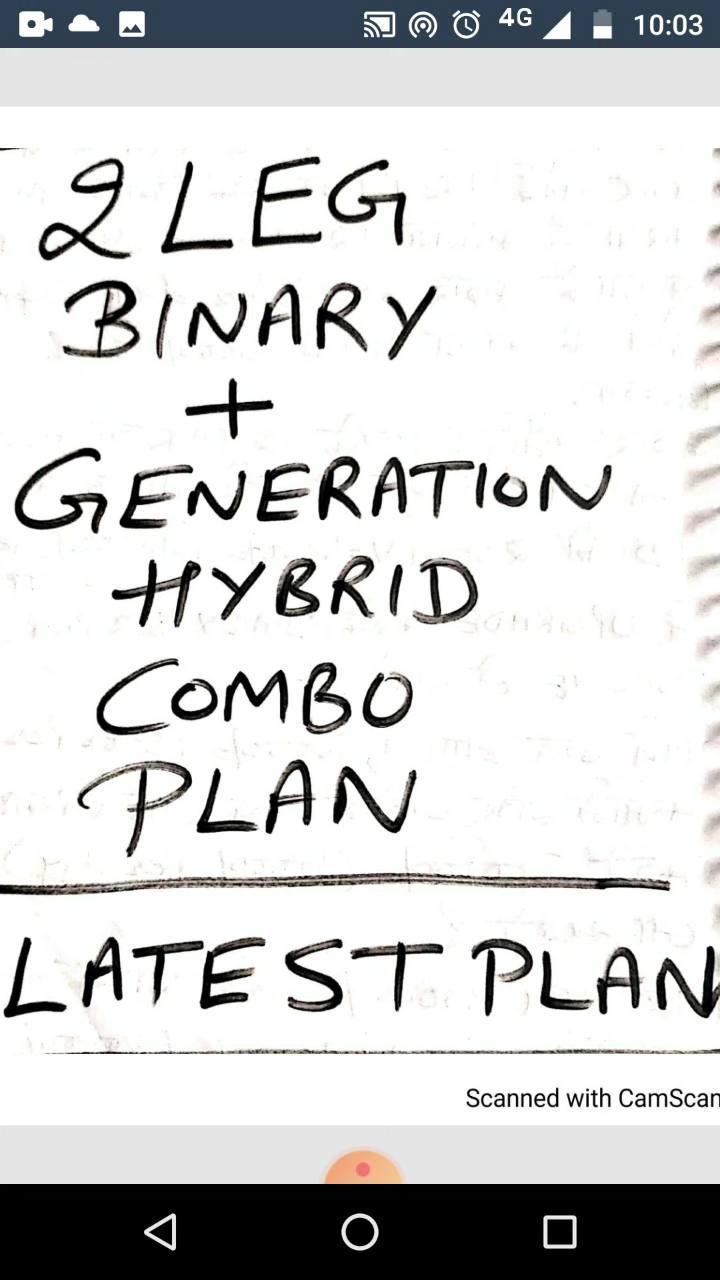 4G 10:03
2 LEG
BINARY
+
GENERATION
HYBRID
COMBO
PLAN
LATEST PLAN
Scanned with CamScan